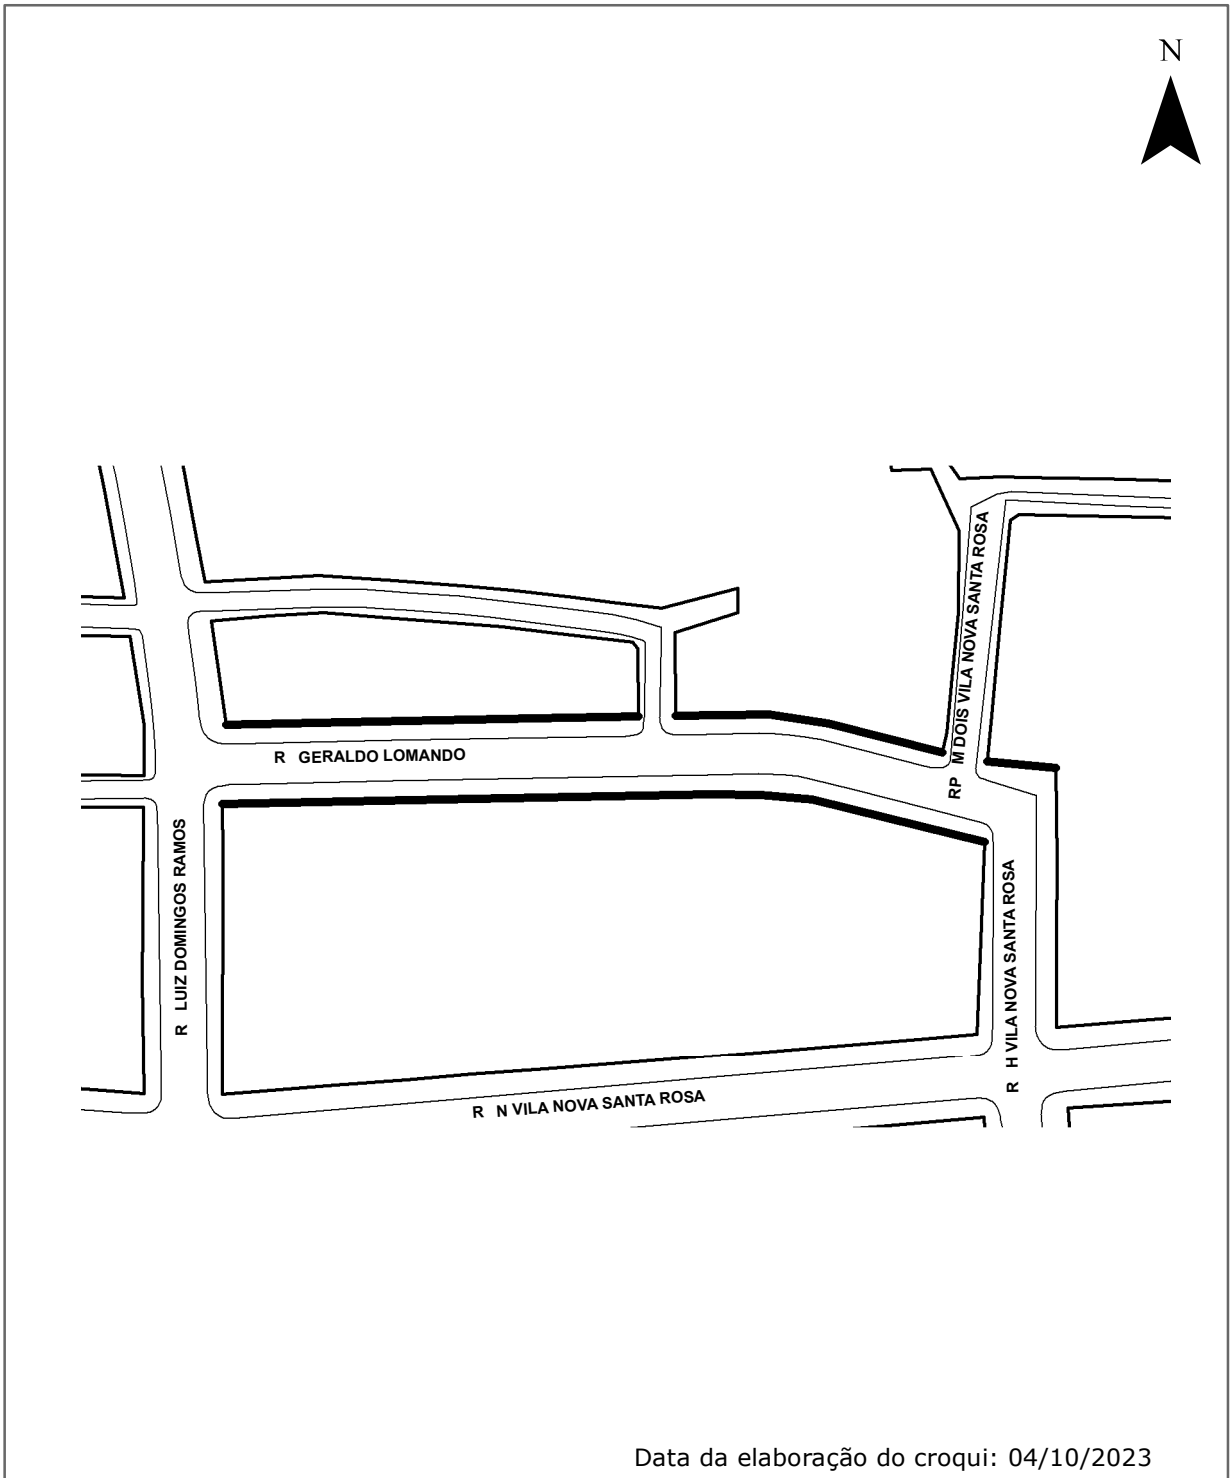 N
RP M DOIS VILA NOVA SANTA ROSA
R GERALDO LOMANDO
R LUIZ DOMINGOS RAMOS
R H VILA NOVA SANTA ROSA
R N VILA NOVA SANTA ROSA
Data da elaboração do croqui: 04/10/2023